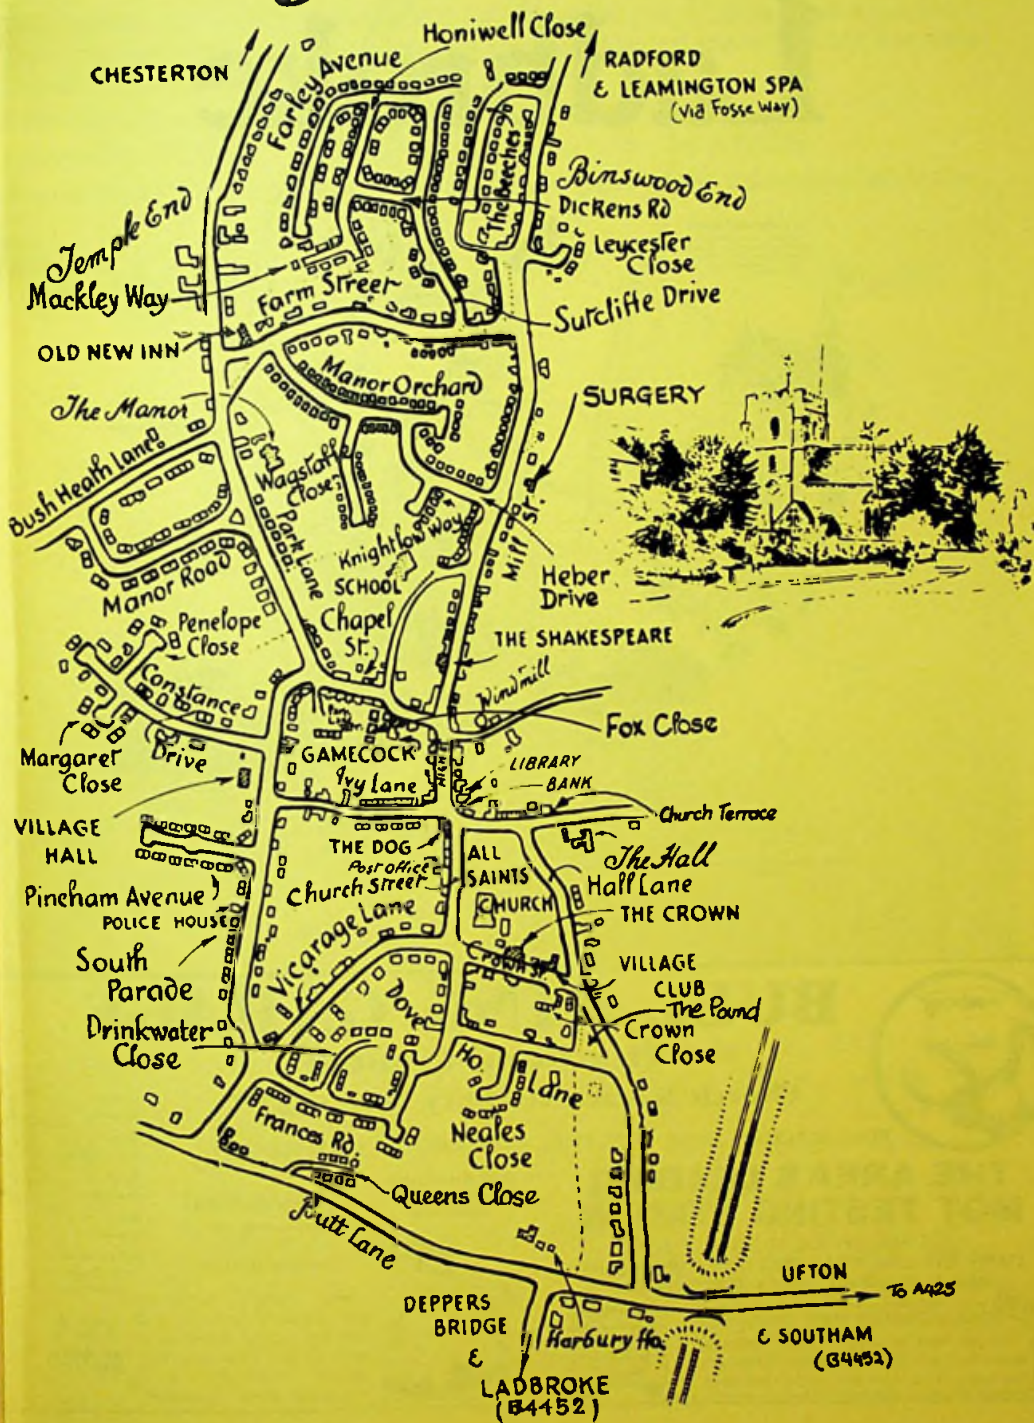 Honiwell Close
CHESTERTON
Farley Avenue
RADFORD
& LEAMINGTON SPA
(Via Fosse Way)
The Beeches
Binswood End
Dickens Rd
Temple End
Leycester
Close
Mackley Way
Farm Street
Sutcliffe Drive
OLD NEW INN
Manor Orchard
SURGERY
The Manor
Bush Heath Lane
Wagstaffe
Close
Park Lane
Knightlow Way
Mill St.
SCHOOL
Heber
Drive
Manor Road
Chapel
St.
Penelope
Close
THE SHAKESPEARE
Constance
Drive
Windmill
Fox Close
Margaret
Close
GAMECOCK
HIGH
LIBRARY
BANK
Ivy Lane
Church Terrace
VILLAGE
HALL
THE DOG
Post Office
ALL
SAINTS
CHURCH
The Hall
Hall Lane
Church Street
Pincham Avenue
POLICE HOUSE
THE CROWN
Vicarage Lane
Crown St.
South
Parade
VILLAGE
CLUB
The Pound
Crown
Close
Drinkwater
Close
Dove
Ho.
Lane
Frances Rd.
Neales
Close
Queens Close
Butt Lane
UFTON
To A425
DEPPERS
BRIDGE
&
LADBROKE
(B4452)
Harbury Ho.
& SOUTHAM
(B4452)